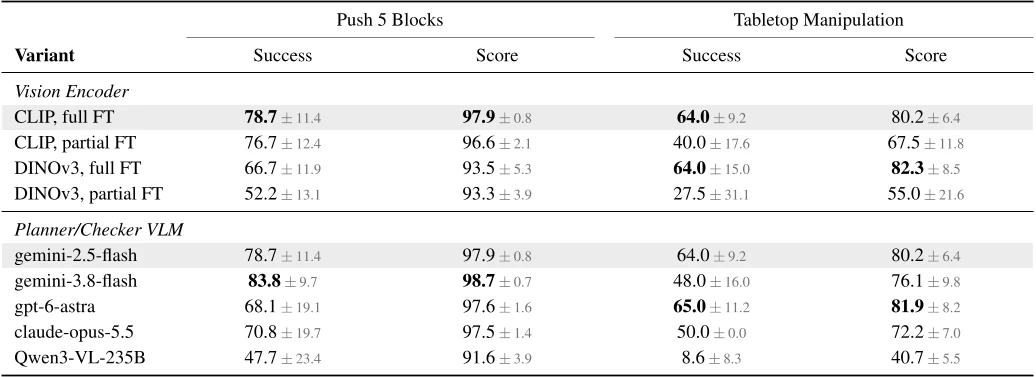 Push 5 Blocks Tabletop Manipulation
Variant Success Score Success Score
Vision Encoder
CLIP, full FT 78.7 ± 11.4 97.9 ± 0.8 64.0 ± 9.2 80.2 ± 6.4
CLIP, partial FT 76.7 ± 12.4 96.6 ± 2.1 40.0 ± 17.6 67.5 ± 11.8
DINOv3, full FT 66.7 ± 11.9 93.5 ± 5.3 64.0 ± 15.0 82.3 ± 8.5
DINOv3, partial FT 52.2 ± 13.1 93.3 ± 3.9 27.5 ± 31.1 55.0 ± 21.6
Planner/Checker VLM
gemini-2.5-flash 78.7 ± 11.4 97.9 ± 0.8 64.0 ± 9.2 80.2 ± 6.4
gemini-3.8-flash 83.8 ± 9.7 98.7 ± 0.7 48.0 ± 16.0 76.1 ± 9.8
gpt-6-astra 68.1 ± 19.1 97.6 ± 1.6 65.0 ± 11.2 81.9 ± 8.2
claude-opus-5.5 70.8 ± 19.7 97.5 ± 1.4 50.0 ± 0.0 72.2 ± 7.0
Qwen3-VL-235B 47.7 ± 23.4 91.6 ± 3.9 8.6 ± 8.3 40.7 ± 5.5